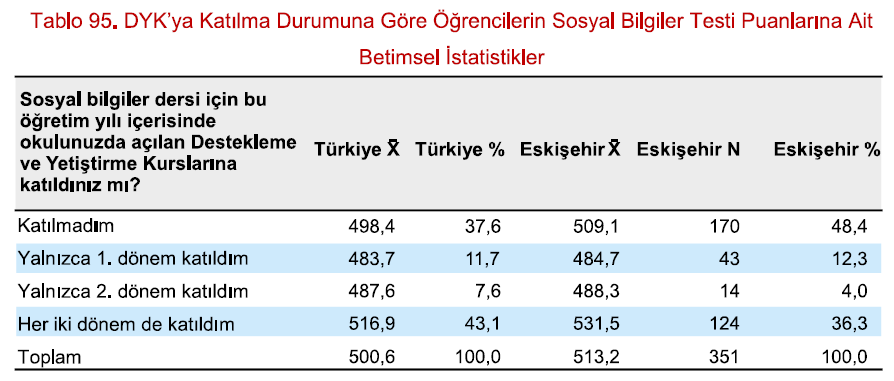 Tablo 95. DYK’ya Katılma Durumuna Göre Öğrencilerin Sosyal Bilgiler Testi Puanlarına Ait
Betimsel İstatistikler
Sosyal bilgiler dersi için bu
öğretim yılı içerisinde
okulunuzda açılan Destekleme
ve Yetiştirme Kurslarına
katıldınız mı?
Türkiye X̄ Türkiye % Eskişehir X̄ Eskişehir N Eskişehir %
Katılmadım 498,4 37,6 509,1 170 48,4
Yalnızca 1. dönem katıldım 483,7 11,7 484,7 43 12,3
Yalnızca 2. dönem katıldım 487,6 7,6 488,3 14 4,0
Her iki dönem de katıldım 516,9 43,1 531,5 124 36,3
Toplam 500,6 100,0 513,2 351 100,0